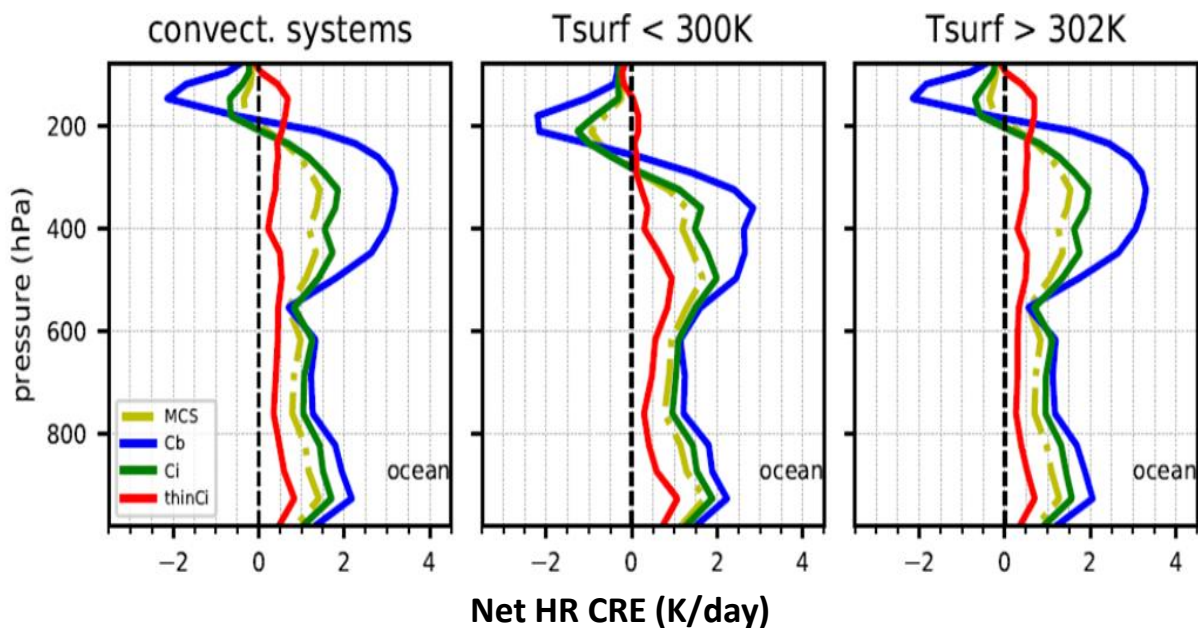 convect. systems
Tsurf < 300K
Tsurf > 302K
pressure (hPa)
200
400
600
800
MCS
Cb
Ci
thinCi
ocean
ocean
ocean
−2 0 2 4
−2 0 2 4
−2 0 2 4
Net HR CRE (K/day)